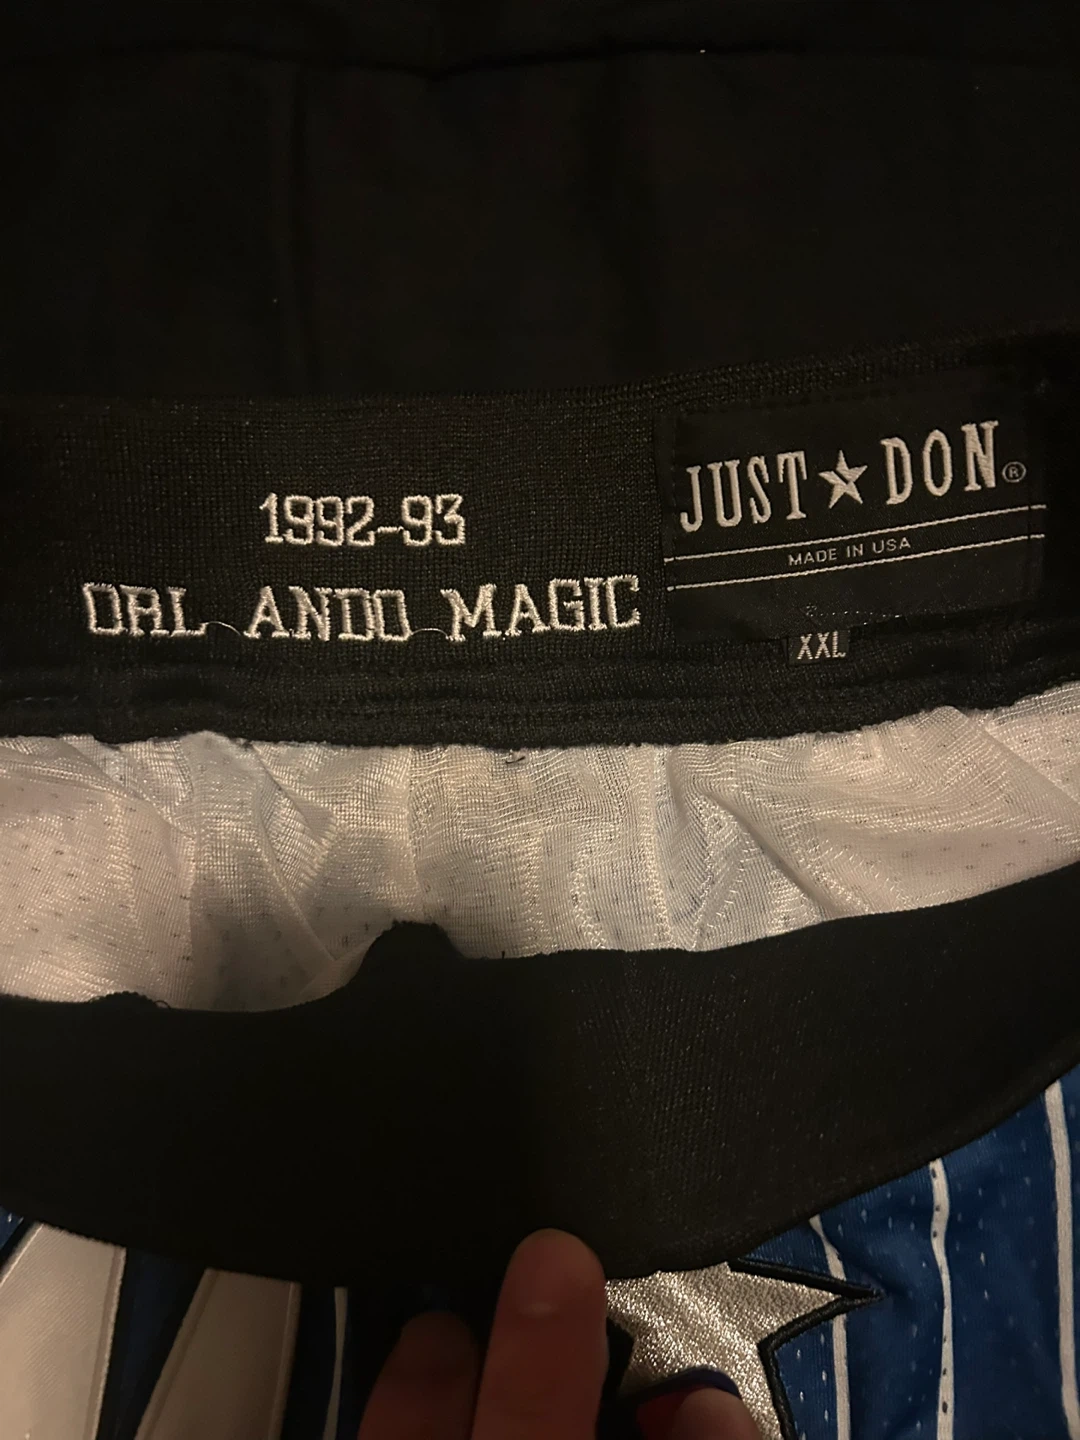 1992-93
ORL ANDO MAGIC
JUST★DON®
MADE IN USA
XXL